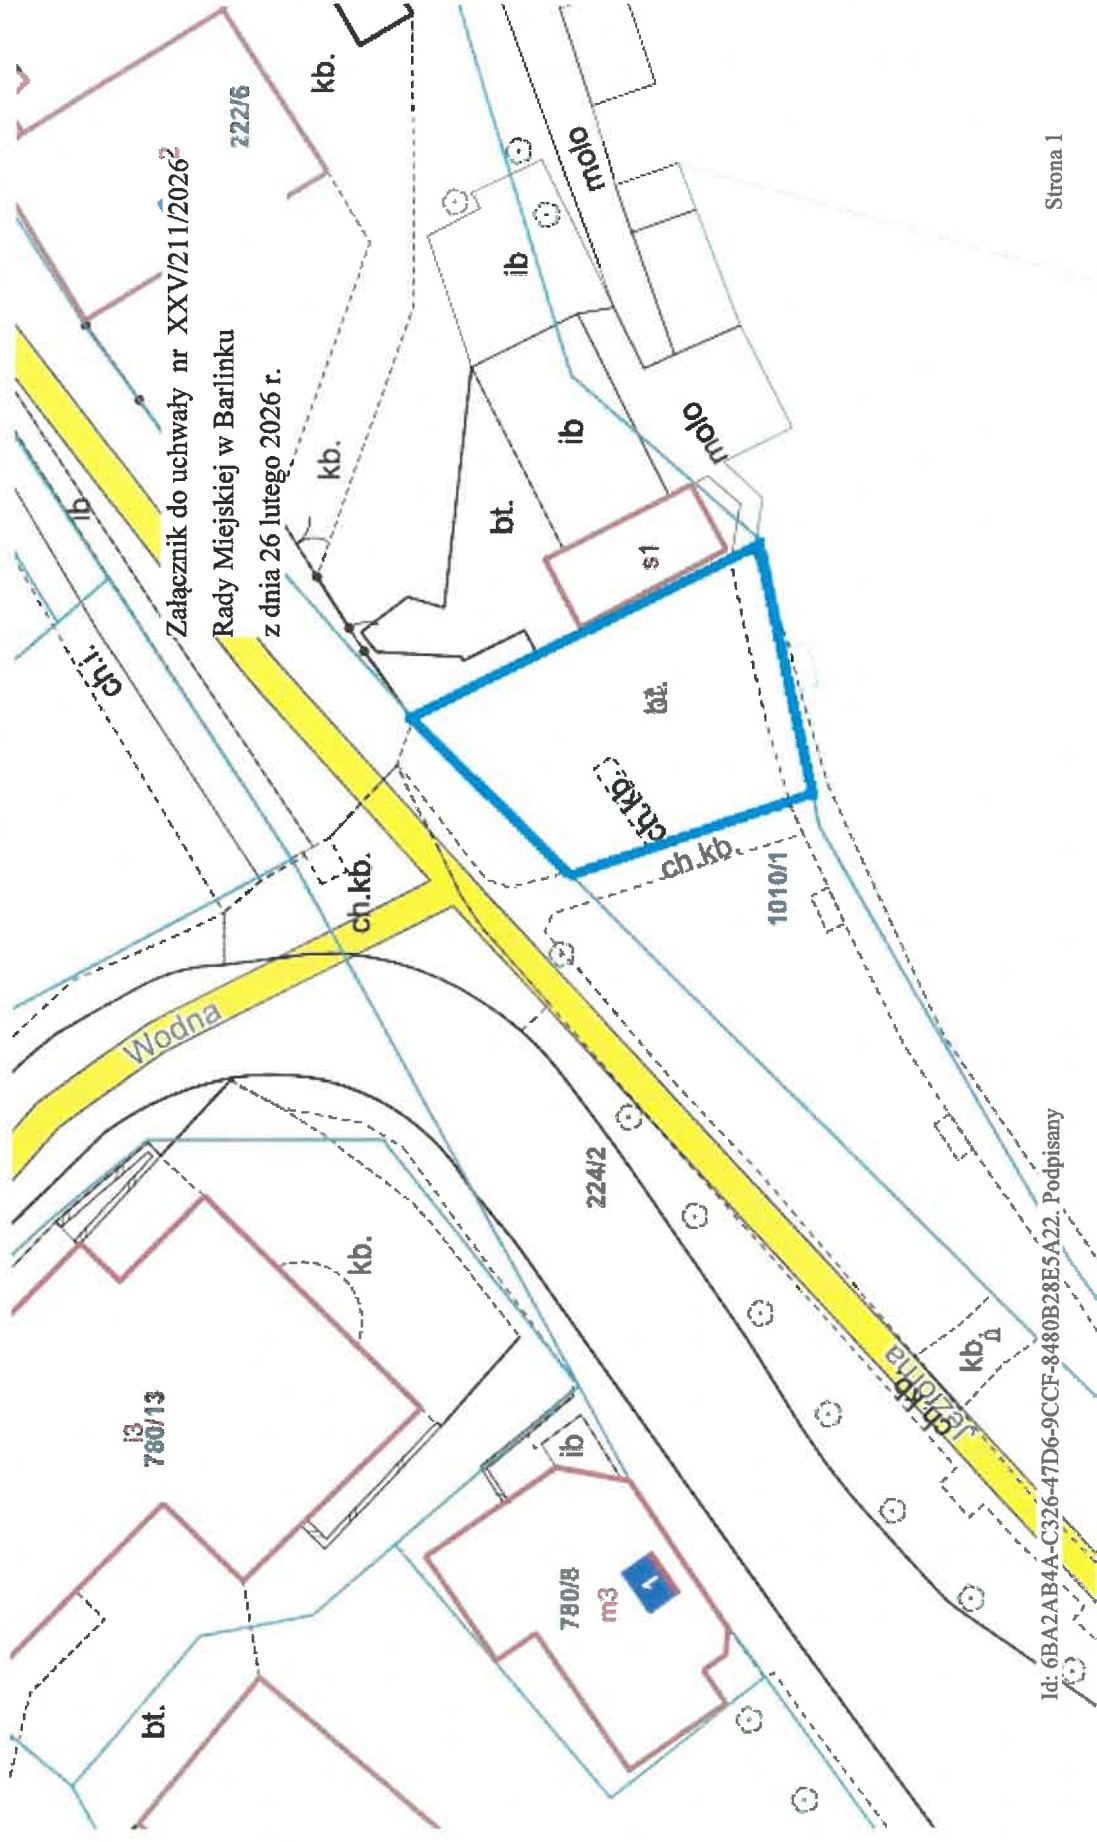 Załącznik do uchwały nr XXV/211/2026
Rady Miejskiej w Barlinku
z dnia 26 lutego 2026 r.
222/6
kb.
kb.
ib
ch.i.
ib
molo
ib
molo
bt.
s1
bt.
ch.kb.
ch.kb.
ch.kb.
1010/1
Wodna
224/2
kb.
i3
780/13
ib
780/8
m3
1
bt.
kb
ch.kb.
Jeziorna
Id: 6BA2AB4A-C326-47D6-9CCF-8480B28E5A22. Podpisany
Strona 1